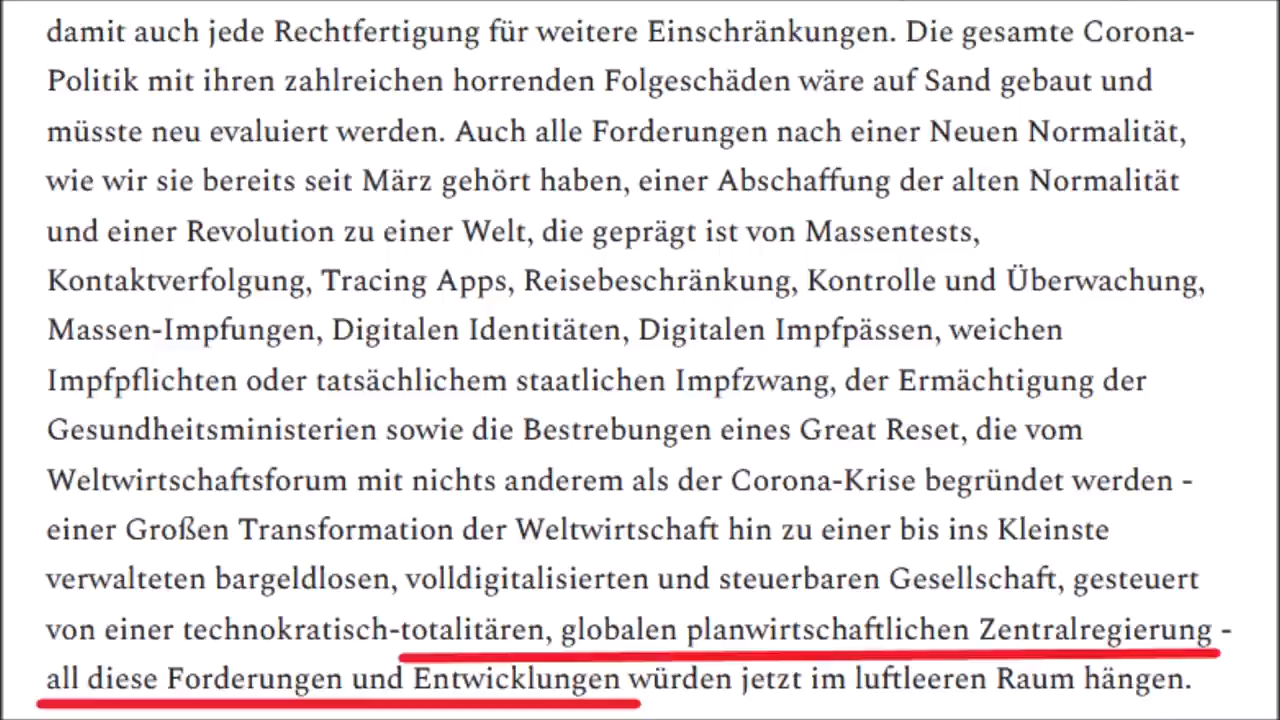 damit auch jede Rechtfertigung für weitere Einschränkungen. Die gesamte Corona-
Politik mit ihren zahlreichen horrenden Folgeschäden wäre auf Sand gebaut und
müsste neu evaluiert werden. Auch alle Forderungen nach einer Neuen Normalität,
wie wir sie bereits seit März gehört haben, einer Abschaffung der alten Normalität
und einer Revolution zu einer Welt, die geprägt ist von Massentests,
Kontaktverfolgung, Tracing Apps, Reisebeschränkung, Kontrolle und Überwachung,
Massen-Impfungen, Digitalen Identitäten, Digitalen Impfpässen, weichen
Impfpflichten oder tatsächlichem staatlichen Impfzwang, der Ermächtigung der
Gesundheitsministerien sowie die Bestrebungen eines Great Reset, die vom
Weltwirtschaftsforum mit nichts anderem als der Corona-Krise begründet werden -
einer Großen Transformation der Weltwirtschaft hin zu einer bis ins Kleinste
verwalteten bargeldlosen, volldigitalisierten und steuerbaren Gesellschaft, gesteuert
von einer technokratisch-totalitären, globalen planwirtschaftlichen Zentralregierung -
all diese Forderungen und Entwicklungen würden jetzt im luftleeren Raum hängen.